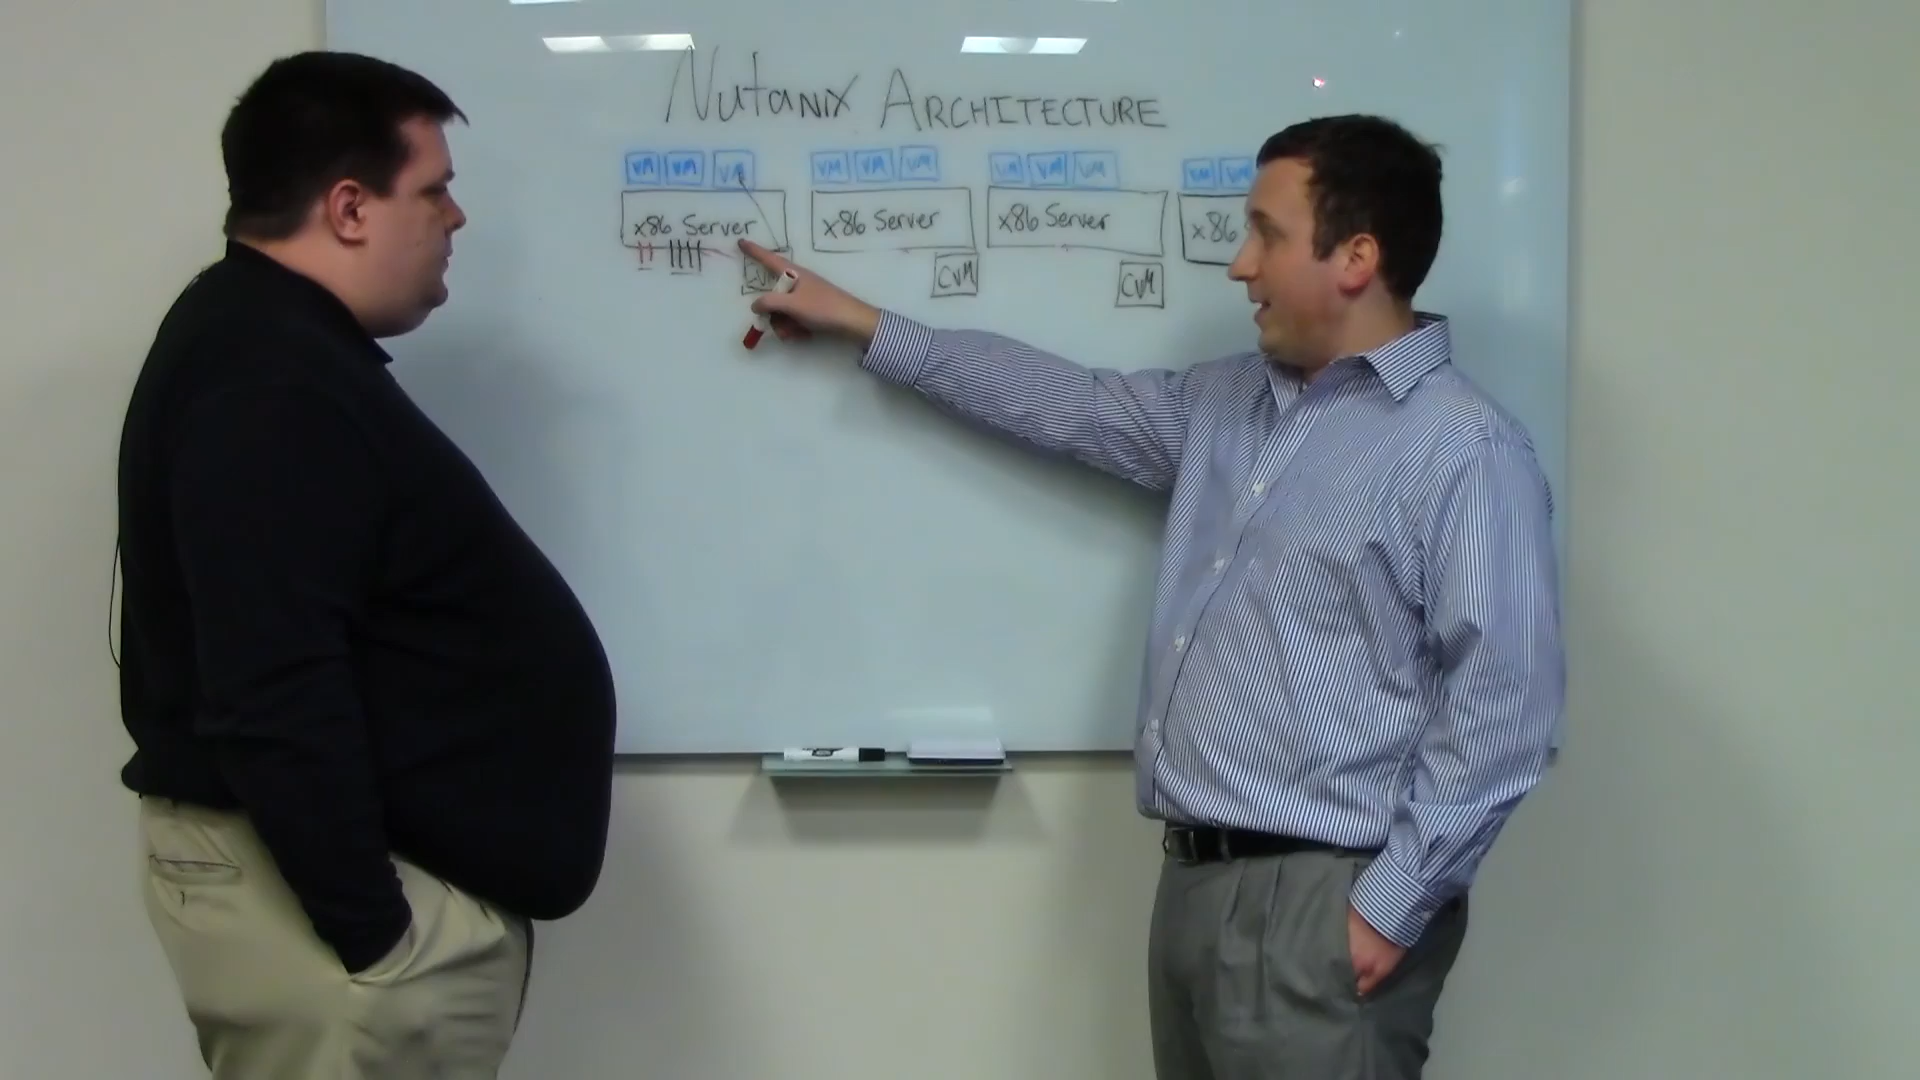 Nutanix ARCHITECTURE
VM VM VM VM VM VM VM VM VM VM VM
x86 Server x86 Server x86 Server x86
CVM CVM CVM